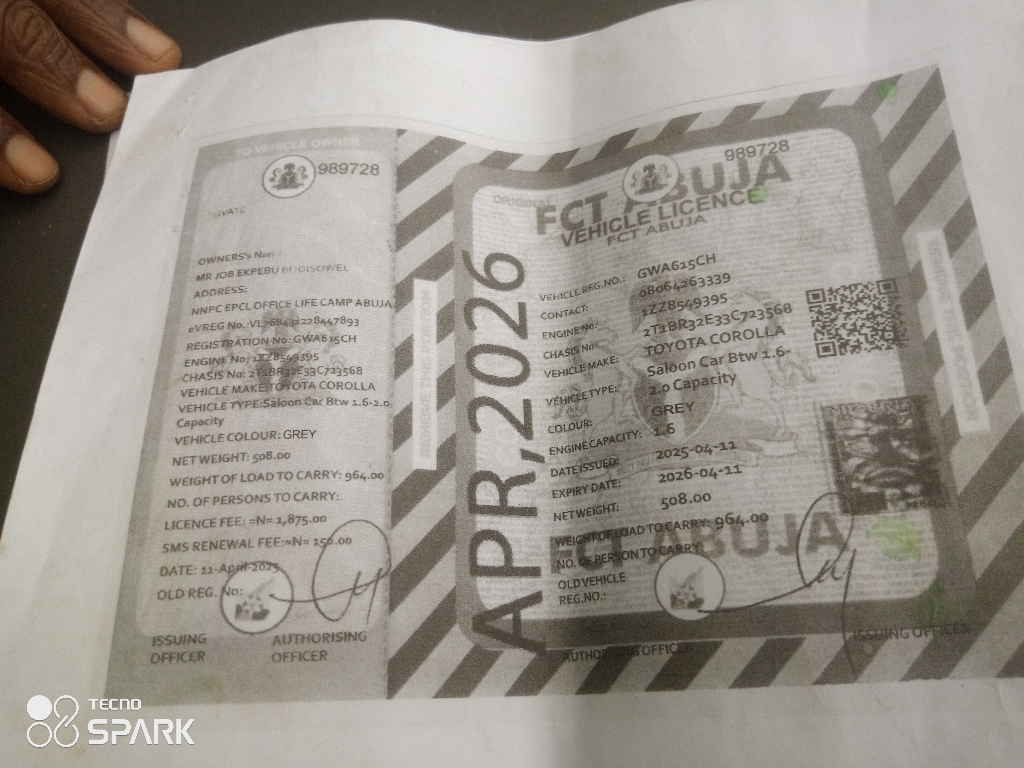 TO VEHICLE OWNER
989728
OWNERS's
MR JOB EKPEBU
ADDRESS:
NNPC EPCL OFFICE LIFE CAMP ABUJA
eVREG No.:VL768431228447893
REGISTRATION No: GWA615CH
ENGINE No: 1ZZ8549395
CHASIS No: 2T1BR32E33C723568
VEHICLE MAKE:TOYOTA COROLLA
VEHICLE TYPE:Saloon Car Btw 1.6-2.0
Capacity
VEHICLE COLOUR: GREY
NET WEIGHT: 508.00
WEIGHT OF LOAD TO CARRY: 964.00
NO. OF PERSONS TO CARRY:
LICENCE FEE: =N= 1,875.00
SMS RENEWAL FEE:=N= 150.00
DATE: 11-April-2025
OLD REG. No:
ISSUING OFFICER
AUTHORISING OFFICER
REMOVE THIS PORTION
APR,2026
ORIGINAL
989728
FCT ABUJA
VEHICLE LICENCE
FCT ABUJA
VEHICLE REG.NO.: GWA615CH
CONTACT: 08064263339
ENGINE No: 1ZZ8549395
CHASIS No: 2T1BR32E33C723568
VEHICLE MAKE: TOYOTA COROLLA
VEHICLE TYPE: Saloon Car Btw 1.6-
2.0 Capacity
COLOUR: GREY
ENGINE CAPACITY: 1.6
DATE ISSUED: 2025-04-11
EXPIRY DATE: 2026-04-11
NET WEIGHT: 508.00
WEIGHT OF LOAD TO CARRY: 964.00
NO. OF PERSON TO CARRY:
FCT ABUJA
OLD VEHICLE
REG.NO.:
AUTHORISING OFFICER
ISSUING OFFICER
TECNO
SPARK